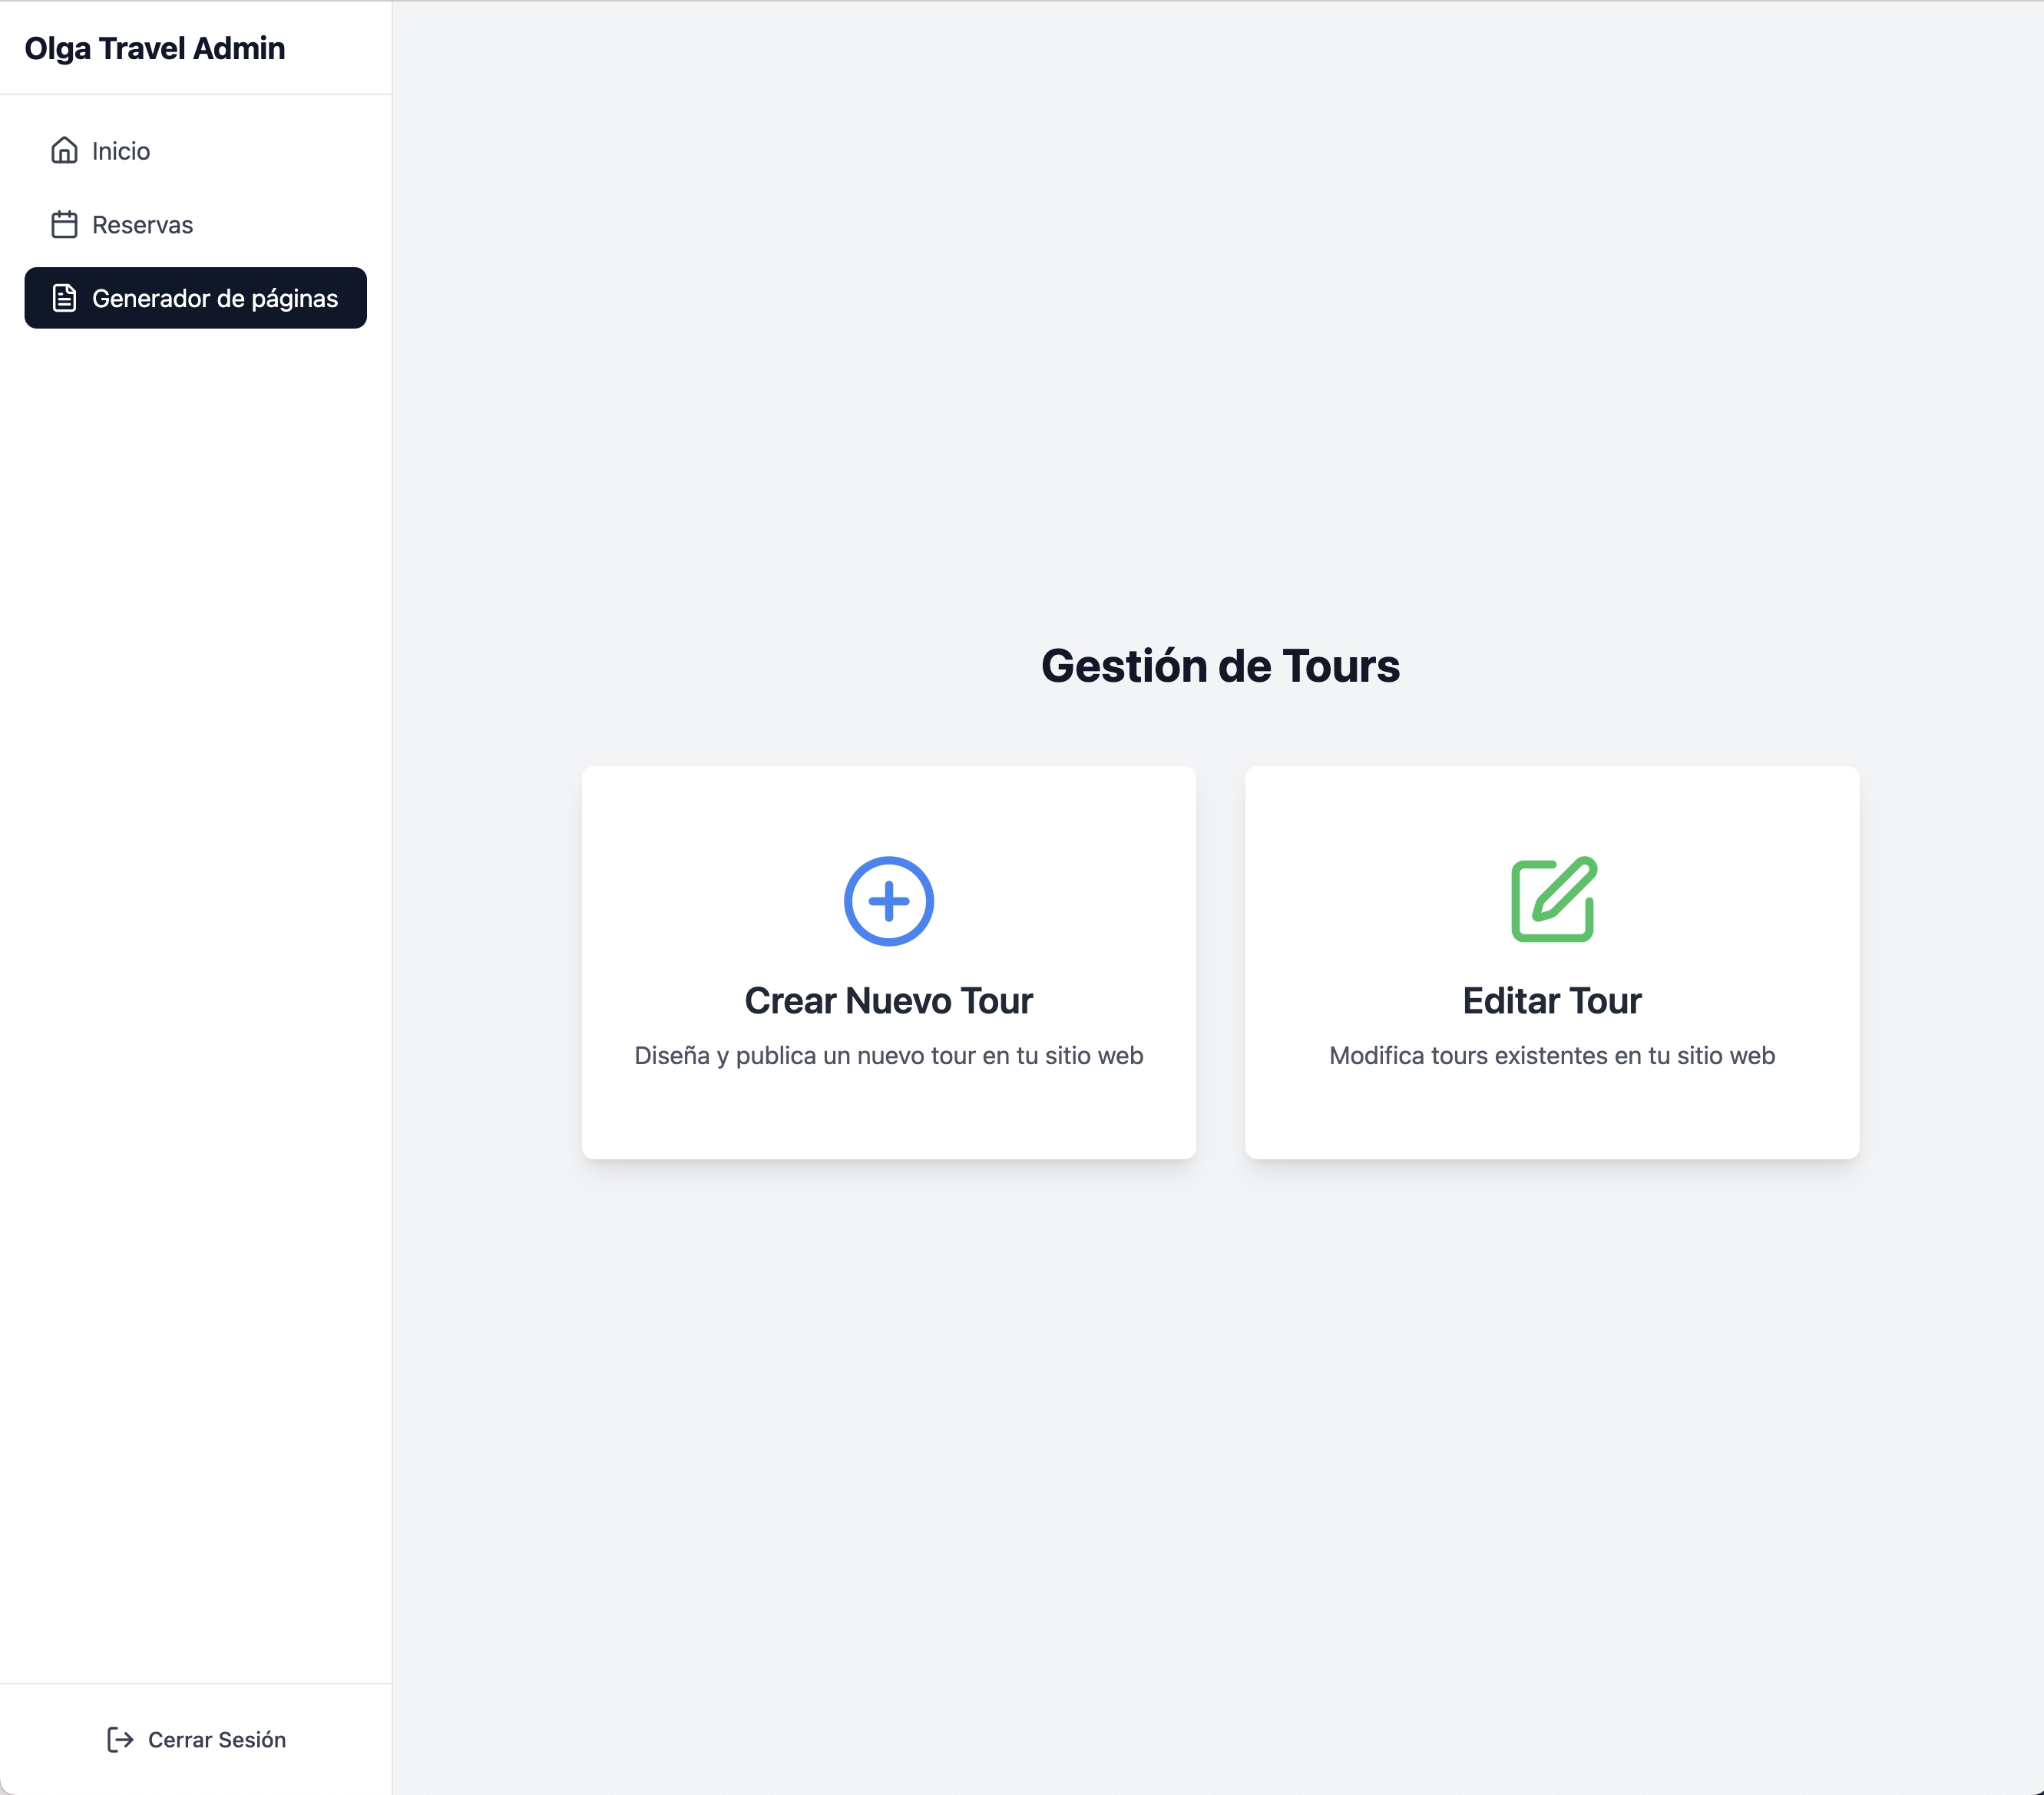 Olga Travel Admin
Inicio
Reservas
Generador de páginas
Gestión de Tours
Crear Nuevo Tour
Diseña y publica un nuevo tour en tu sitio web
Editar Tour
Modifica tours existentes en tu sitio web
Cerrar Sesión